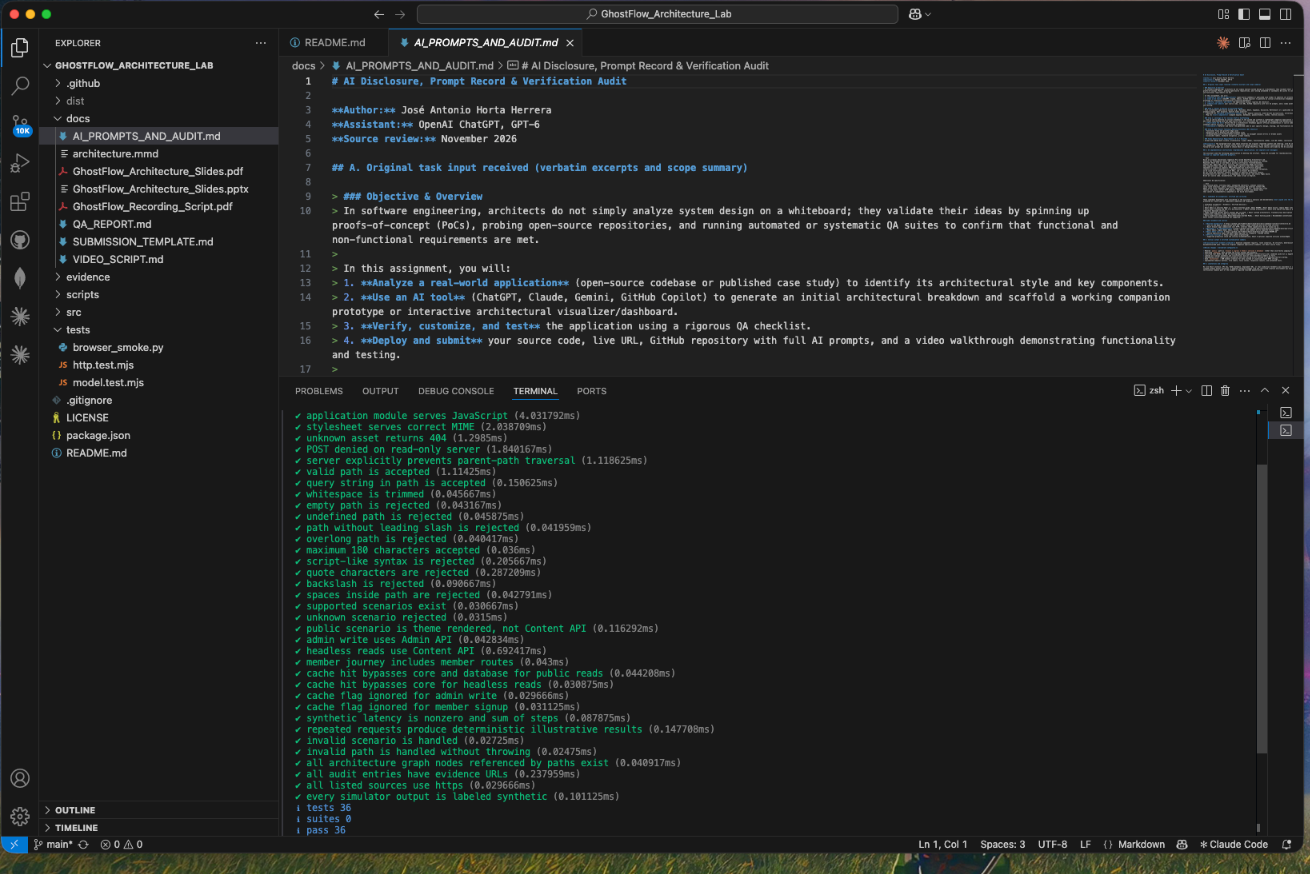 GhostFlow_Architecture_Lab
EXPLORER
GHOSTFLOW_ARCHITECTURE_LAB
.github
dist
docs
AI_PROMPTS_AND_AUDIT.md
architecture.mmd
GhostFlow_Architecture_Slides.pdf
GhostFlow_Architecture_Slides.pptx
GhostFlow_Recording_Script.pdf
QA_REPORT.md
SUBMISSION_TEMPLATE.md
VIDEO_SCRIPT.md
evidence
scripts
src
tests
browser_smoke.py
JS http.test.mjs
JS model.test.mjs
.gitignore
LICENSE
{} package.json
README.md
OUTLINE
TIMELINE
10K
README.md
AI_PROMPTS_AND_AUDIT.md
docs > AI_PROMPTS_AND_AUDIT.md > # AI Disclosure, Prompt Record & Verification Audit
1 # AI Disclosure, Prompt Record & Verification Audit
2
3 **Author:** José Antonio Horta Herrera
4 **Assistant:** OpenAI ChatGPT, GPT-6
5 **Source review:** November 2026
6
7 ## A. Original task input received (verbatim excerpts and scope summary)
8
9 > ### Objective & Overview
10 > In software engineering, architects do not simply analyze system design on a whiteboard; they validate their ideas by spinning up
proofs-of-concept (PoCs), probing open-source repositories, and running automated or systematic QA suites to confirm that functional and
non-functional requirements are met.
11 >
12 > In this assignment, you will:
13 > 1. **Analyze a real-world application** (open-source codebase or published case study) to identify its architectural style and key components.
14 > 2. **Use an AI tool** (ChatGPT, Claude, Gemini, GitHub Copilot) to generate an initial architectural breakdown and scaffold a working companion
prototype or interactive architectural visualizer/dashboard.
15 > 3. **Verify, customize, and test** the application using a rigorous QA checklist.
16 > 4. **Deploy and submit** your source code, live URL, GitHub repository with full AI prompts, and a video walkthrough demonstrating functionality
and testing.
17 >
PROBLEMS OUTPUT DEBUG CONSOLE TERMINAL PORTS
zsh
✔ application module serves JavaScript (4.031792ms)
✔ stylesheet serves correct MIME (2.038709ms)
✔ unknown asset returns 404 (1.2985ms)
✔ POST denied on read-only server (1.840167ms)
✔ server explicitly prevents parent-path traversal (1.118625ms)
✔ valid path is accepted (1.11425ms)
✔ query string in path is accepted (0.150625ms)
✔ whitespace is trimmed (0.045667ms)
✔ empty path is rejected (0.043167ms)
✔ undefined path is rejected (0.045875ms)
✔ path without leading slash is rejected (0.041959ms)
✔ overlong path is rejected (0.040417ms)
✔ maximum 180 characters accepted (0.036ms)
✔ script-like syntax is rejected (0.205667ms)
✔ quote characters are rejected (0.287209ms)
✔ backslash is rejected (0.090667ms)
✔ spaces inside path are rejected (0.042791ms)
✔ supported scenarios exist (0.030667ms)
✔ unknown scenario rejected (0.0315ms)
✔ public scenario is theme rendered, not Content API (0.116292ms)
✔ admin write uses Admin API (0.042834ms)
✔ headless reads use Content API (0.692417ms)
✔ member journey includes member routes (0.043ms)
✔ cache hit bypasses core and database for public reads (0.044208ms)
✔ cache hit bypasses core for headless reads (0.030875ms)
✔ cache flag ignored for admin write (0.029666ms)
✔ cache flag ignored for member signup (0.031125ms)
✔ synthetic latency is nonzero and sum of steps (0.087875ms)
✔ repeated requests produce deterministic illustrative results (0.147708ms)
✔ invalid scenario is handled (0.02725ms)
✔ invalid path is handled without throwing (0.02475ms)
✔ all architecture graph nodes referenced by paths exist (0.040917ms)
✔ all audit entries have evidence URLs (0.237959ms)
✔ all listed sources use https (0.029666ms)
✔ every simulator output is labeled synthetic (0.101125ms)
ℹ tests 36
ℹ suites 0
ℹ pass 36
main* 0 0 Ln 1, Col 1 Spaces: 3 UTF-8 LF {} Markdown Claude Code